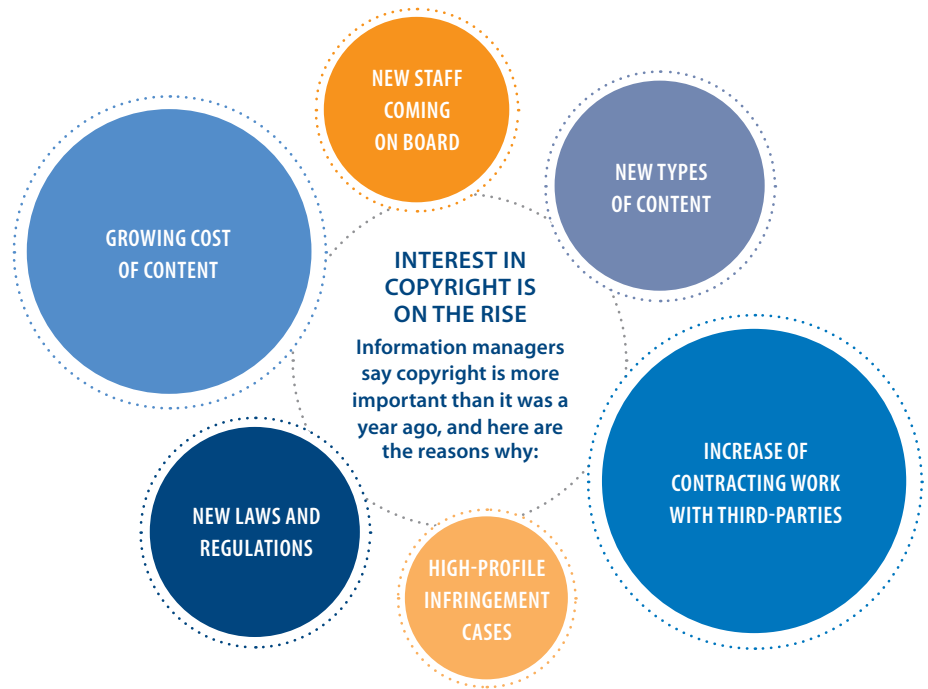 INTEREST IN
COPYRIGHT IS
ON THE RISE
Information managers
say copyright is more
important than it was a
year ago, and here are
the reasons why:
NEW STAFF
COMING
ON BOARD
NEW TYPES
OF CONTENT
INCREASE OF
CONTRACTING WORK
WITH THIRD-PARTIES
HIGH-PROFILE
INFRINGEMENT
CASES
NEW LAWS AND
REGULATIONS
GROWING COST
OF CONTENT